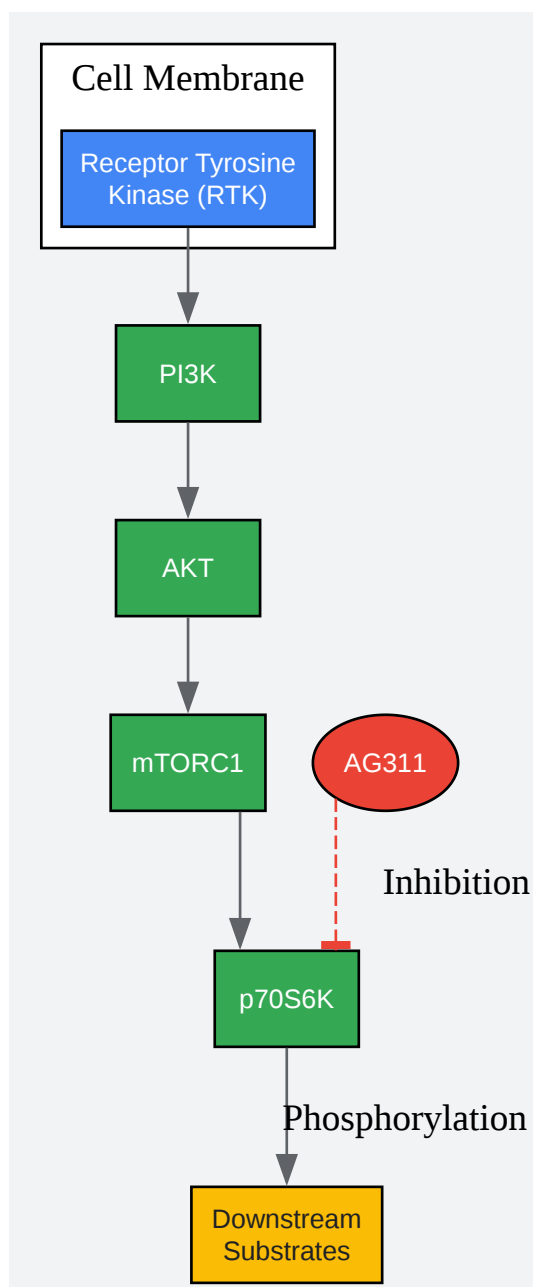 Cell Membrane
Receptor Tyrosine
Kinase (RTK)
PI3K
AKT
mTORC1
AG311
Inhibition
p70S6K
Phosphorylation
Downstream
Substrates